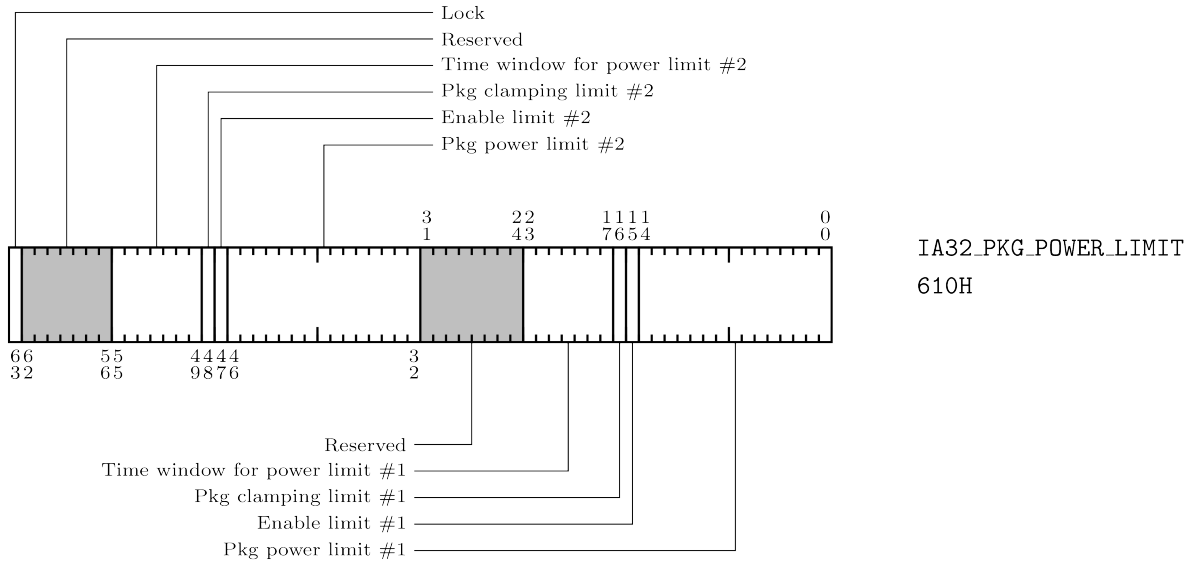 Lock
Reserved
Time window for power limit #2
Pkg clamping limit #2
Enable limit #2
Pkg power limit #2
3 22 1111 0
1 43 7654 0
IA32_PKG_POWER_LIMIT
610H
66 55 4444 3
32 65 9876 2
Reserved
Time window for power limit #1
Pkg clamping limit #1
Enable limit #1
Pkg power limit #1